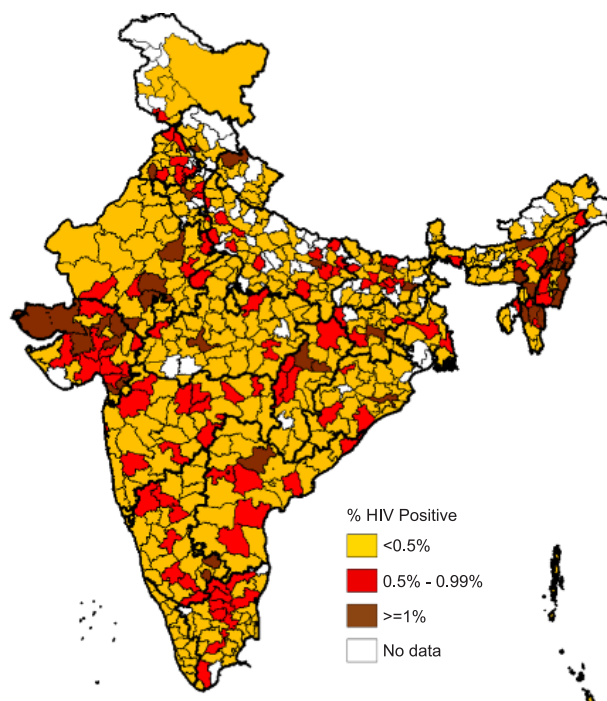 % HIV Positive
<0.5%
0.5% - 0.99%
>=1%
No data